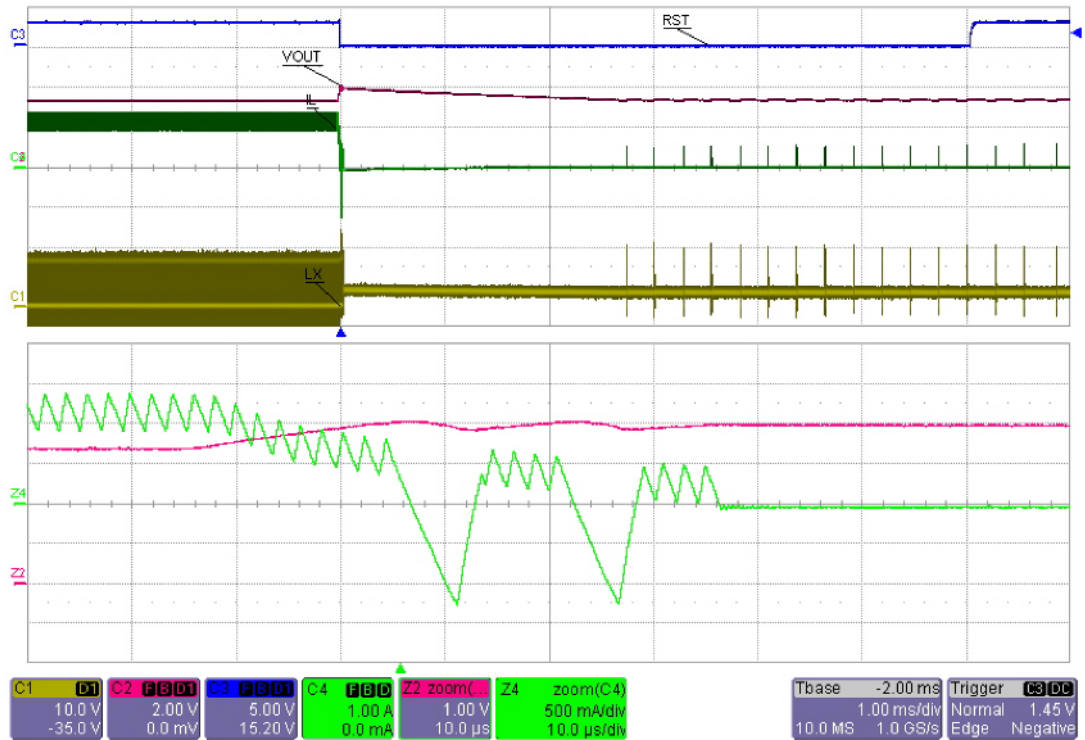 C3
RST
VOUT
IL
C1
LX
Z4
Z2
C1 D1
10.0 V
-35.0 V
C2 F B D1
2.00 V
0.0 mV
C3 F B D1
5.00 V
15.20 V
C4 F B D
1.00 A
0.0 mA
Z2 zoom(...
1.00 V
10.0 µs
Z4 zoom(C4)
500 mA/div
10.0 µs/div
Tbase -2.00 ms
1.00 ms/div
10.0 MS 1.0 GS/s
Trigger C3 DC
Normal 1.45 V
Edge Negative